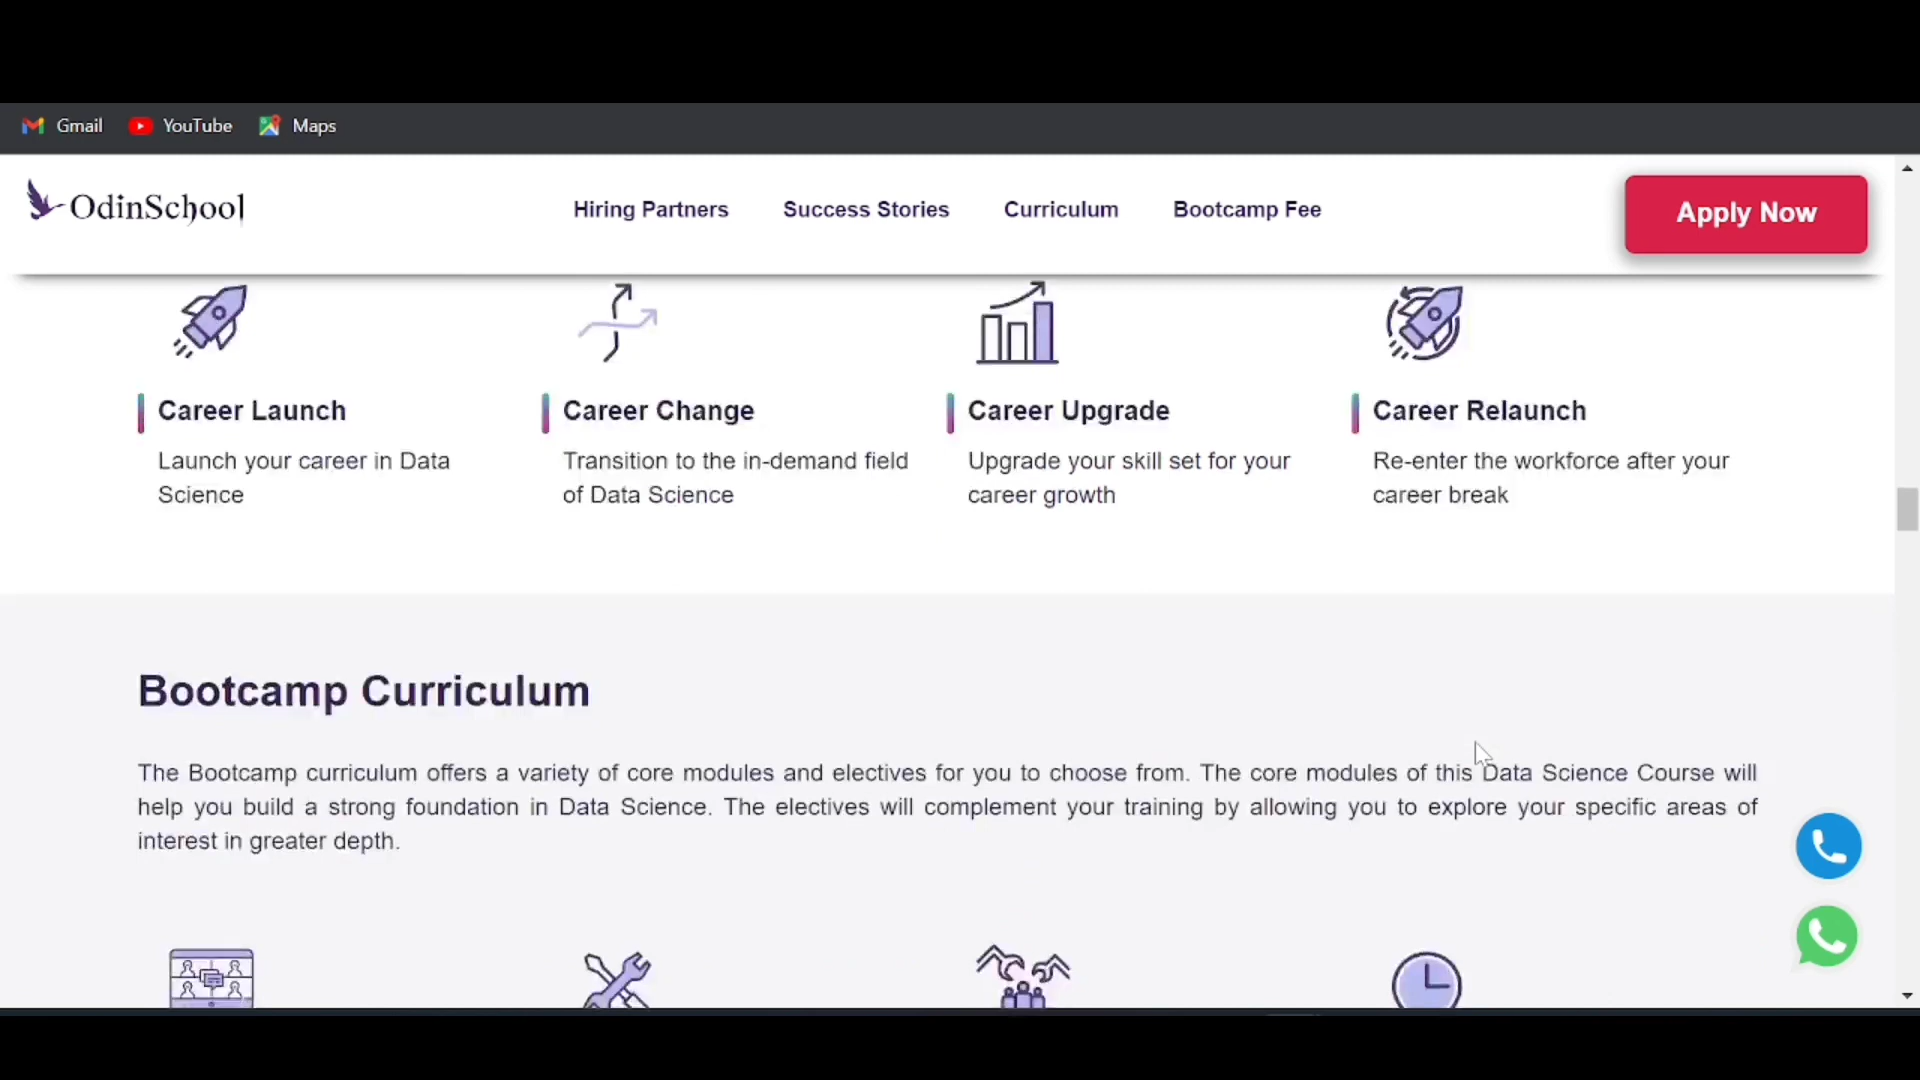 Gmail YouTube Maps
OdinSchool Hiring Partners Success Stories Curriculum Bootcamp Fee Apply Now
Career Launch
Launch your career in Data
Science
Career Change
Transition to the in-demand field
of Data Science
Career Upgrade
Upgrade your skill set for your
career growth
Career Relaunch
Re-enter the workforce after your
career break
Bootcamp Curriculum
The Bootcamp curriculum offers a variety of core modules and electives for you to choose from. The core modules of this Data Science Course will
help you build a strong foundation in Data Science. The electives will complement your training by allowing you to explore your specific areas of
interest in greater depth.